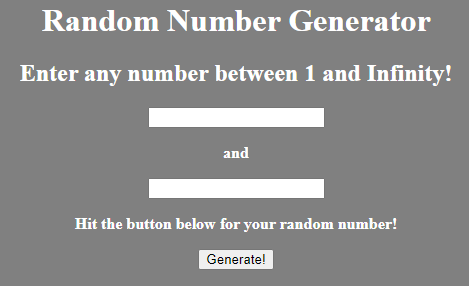 Random Number Generator
Enter any number between 1 and Infinity!
and
Hit the button below for your random number!
Generate!